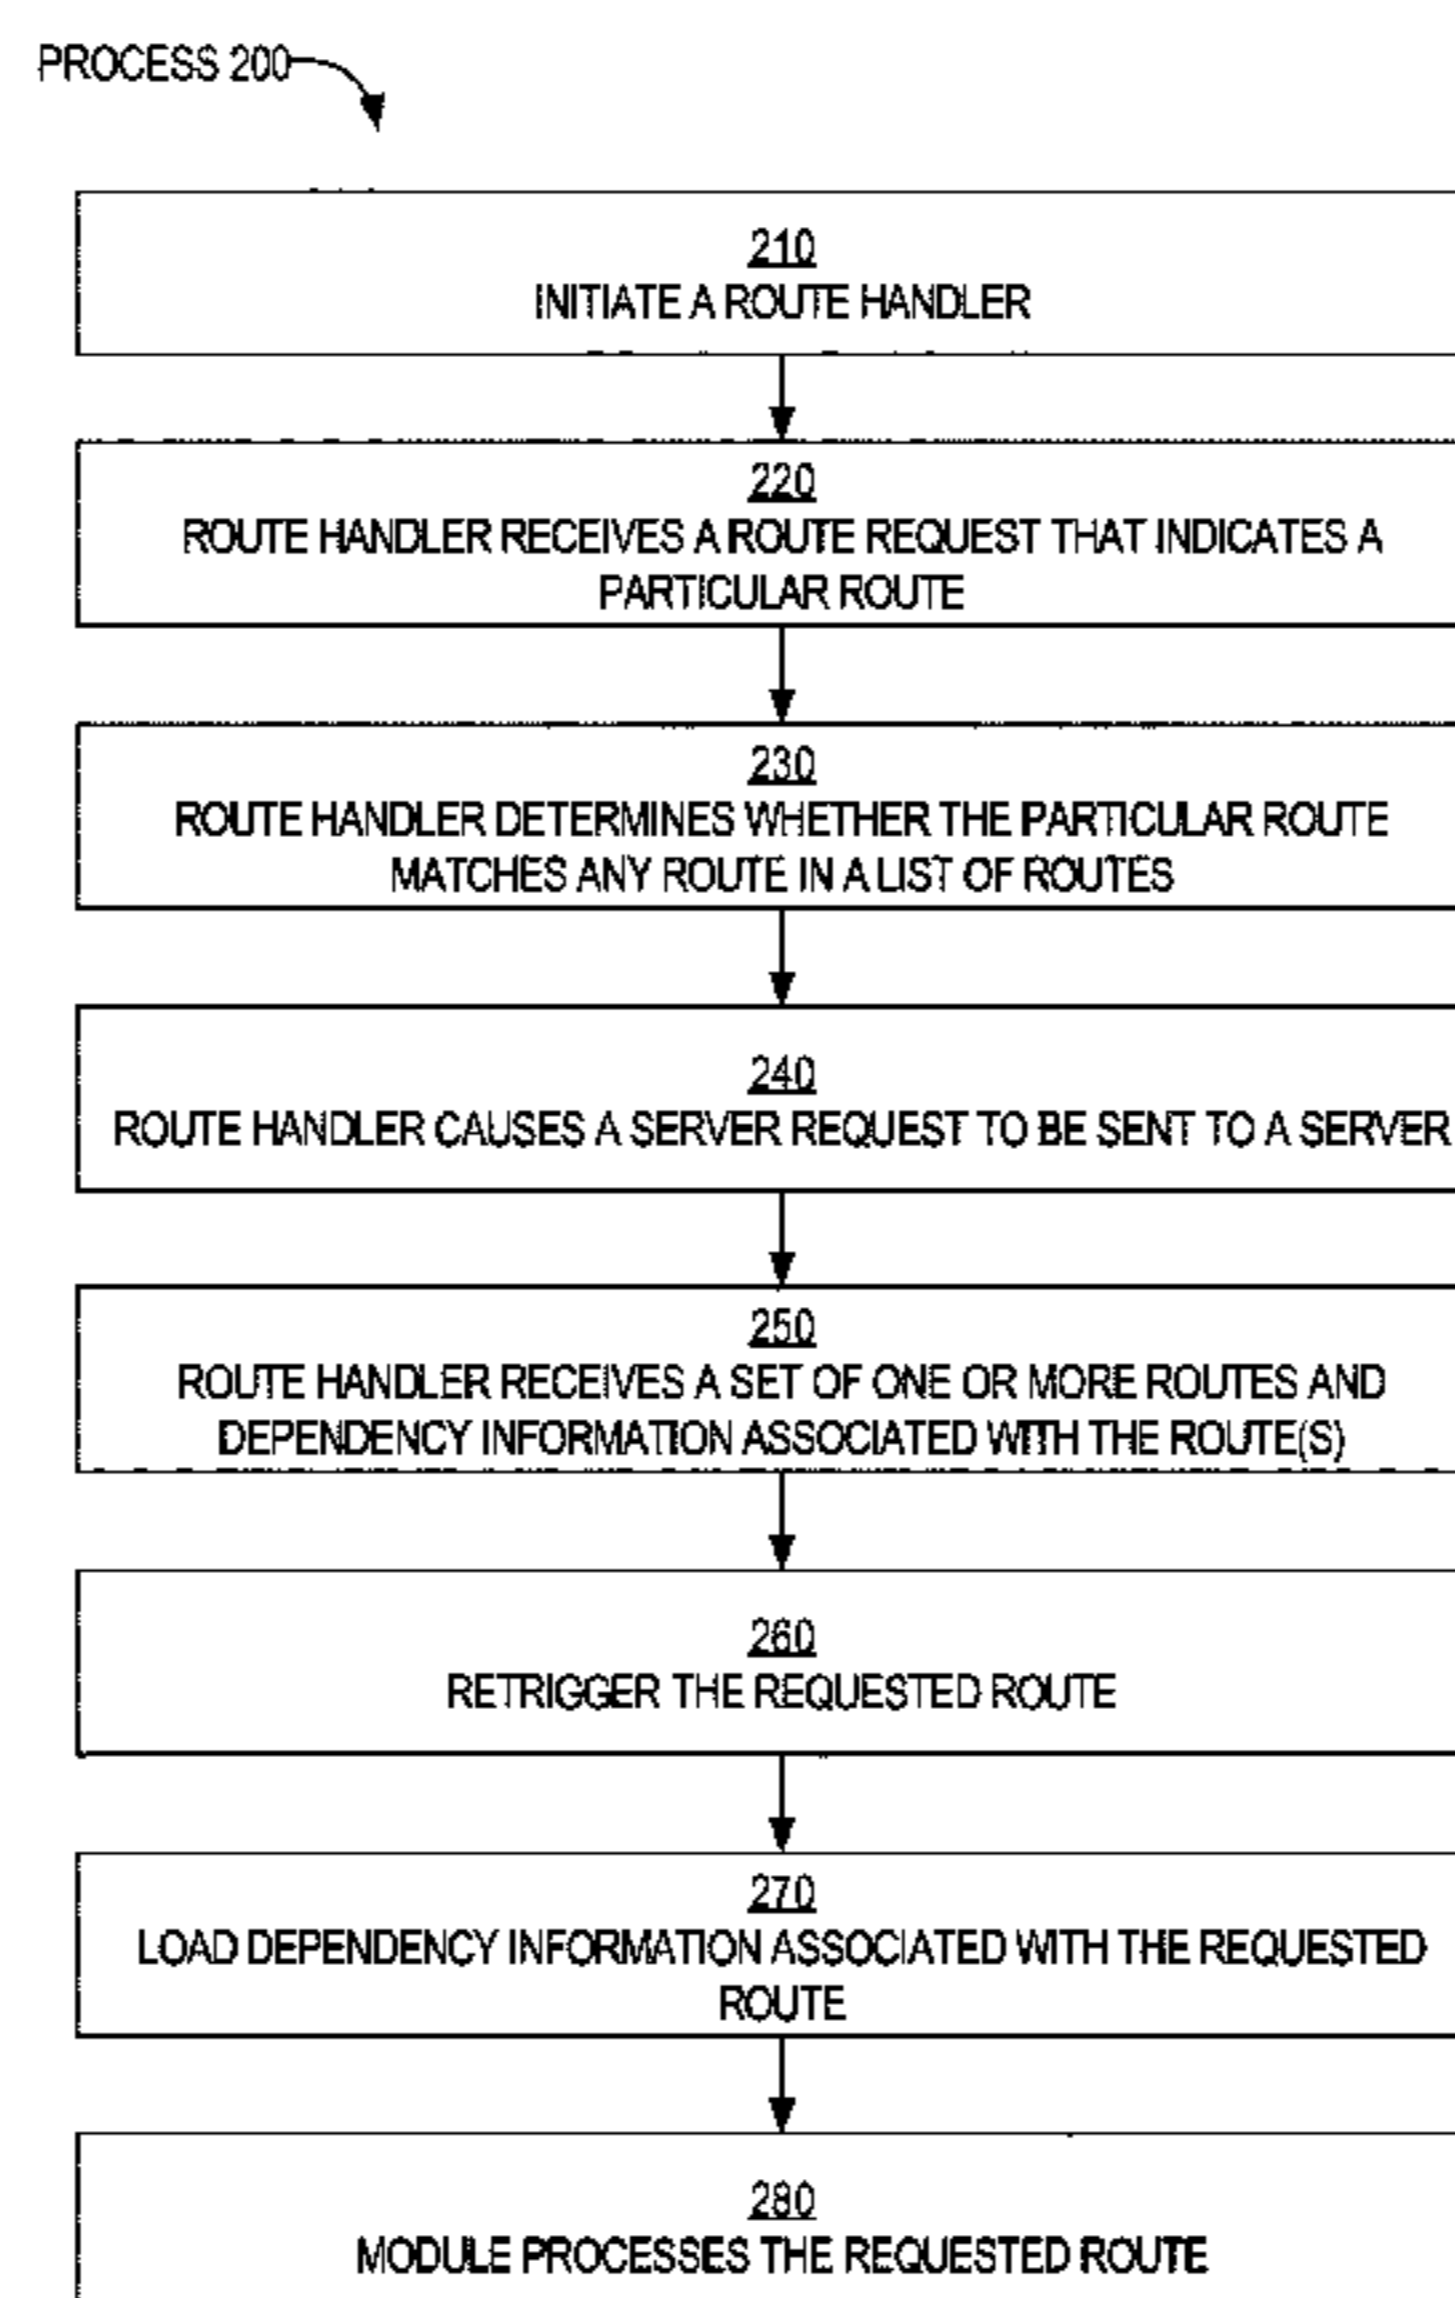 PROCESS 200
210
INITIATE A ROUTE HANDLER
220
ROUTE HANDLER RECEIVES A ROUTE REQUEST THAT INDICATES A
PARTICULAR ROUTE
230
ROUTE HANDLER DETERMINES WHETHER THE PARTICULAR ROUTE
MATCHES ANY ROUTE IN A LIST OF ROUTES
240
ROUTE HANDLER CAUSES A SERVER REQUEST TO BE SENT TO A SERVER
250
ROUTE HANDLER RECEIVES A SET OF ONE OR MORE ROUTES AND
DEPENDENCY INFORMATION ASSOCIATED WITH THE ROUTE(S)
260
RETRIGGER THE REQUESTED ROUTE
270
LOAD DEPENDENCY INFORMATION ASSOCIATED WITH THE REQUESTED
ROUTE
280
MODULE PROCESSES THE REQUESTED ROUTE